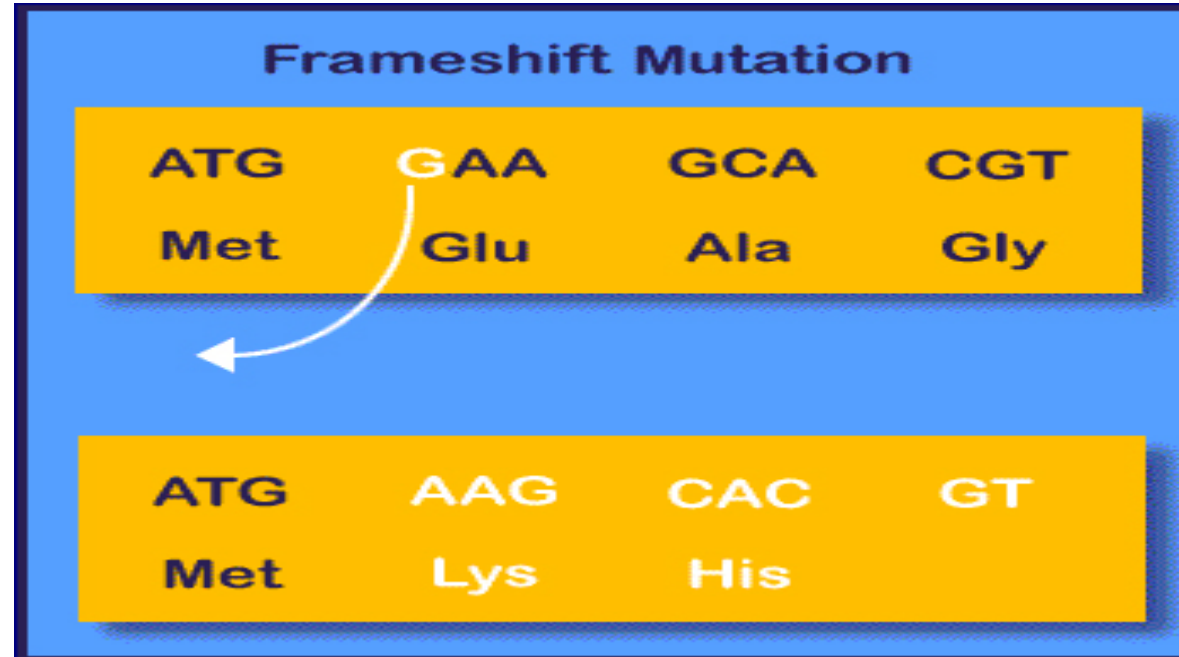 Frameshift Mutation
ATG GAA GCA CGT
Met Glu Ala Gly
ATG AAG CAC GT
Met Lys His